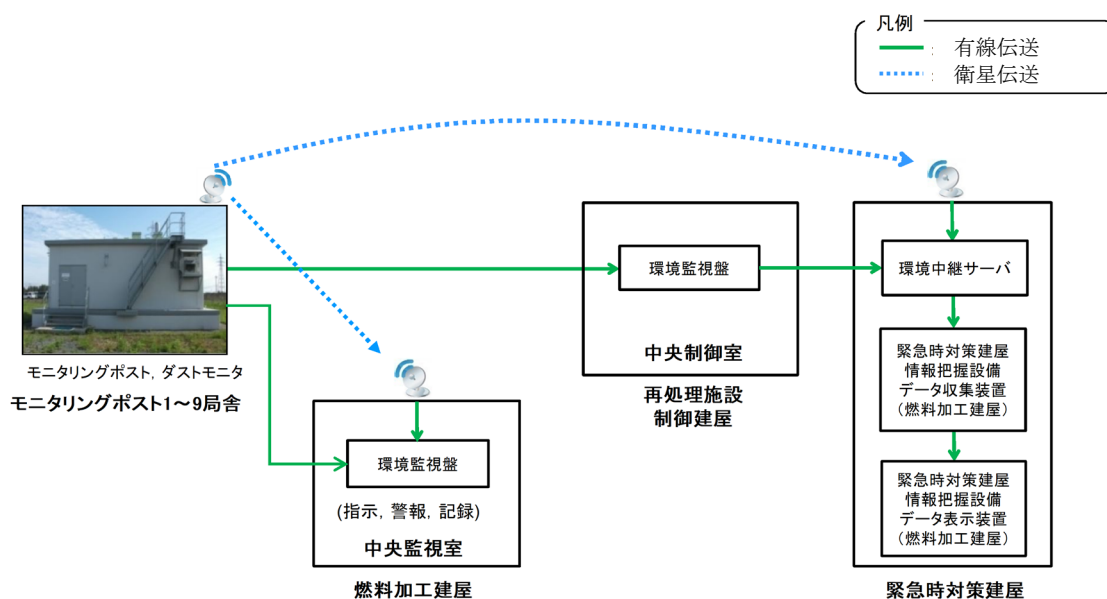 凡例
: 有線伝送
: 衛星伝送
モニタリングポスト, ダストモニタ
モニタリングポスト1～9局舎
環境監視盤
(指示, 警報, 記録)
中央監視室
燃料加工建屋
環境監視盤
中央制御室
再処理施設
制御建屋
環境中継サーバ
緊急時対策建屋
情報把握設備
データ収集装置
(燃料加工建屋)
緊急時対策建屋
情報把握設備
データ表示装置
(燃料加工建屋)
緊急時対策建屋